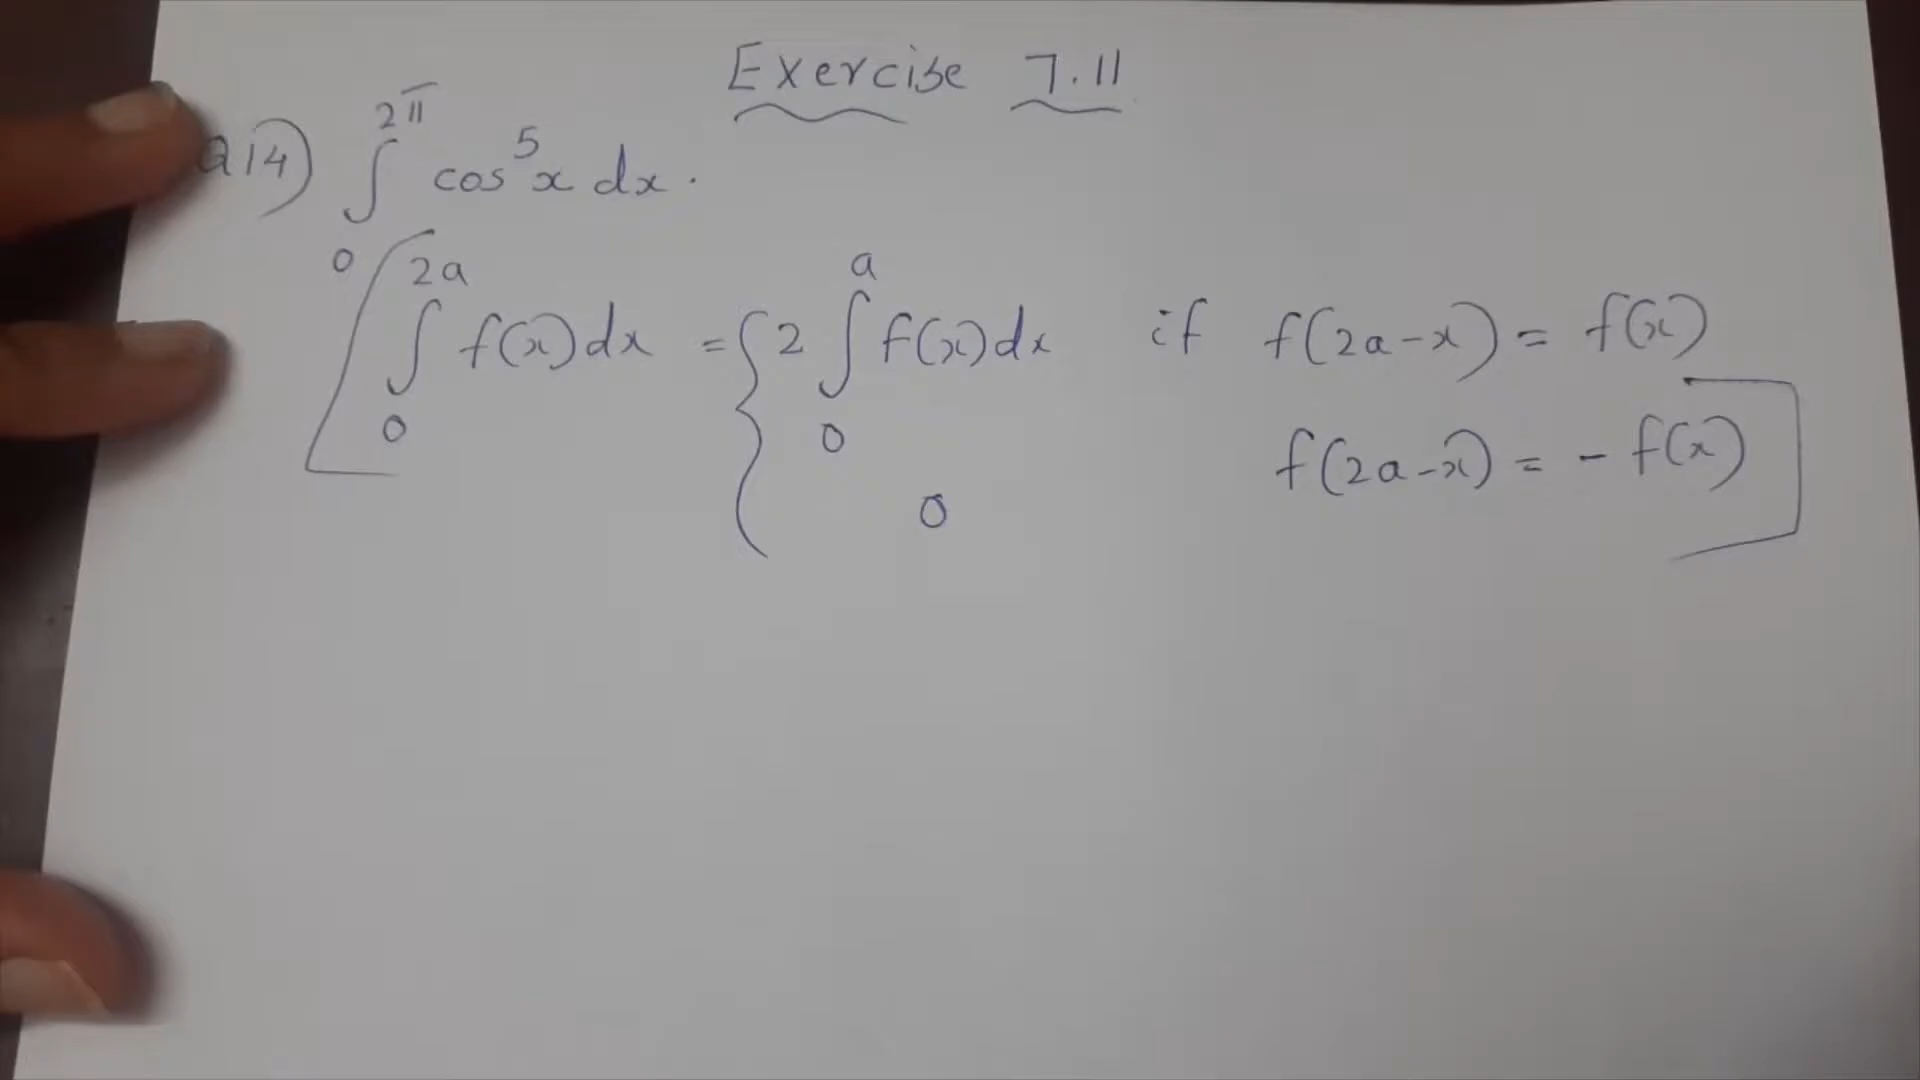 Exercise 7.11
Q14) ∫₀^{2π} cos⁵x dx.
∫₀^{2a} f(x)dx = { 2 ∫₀^{a} f(x)dx if f(2a-x) = f(x)
0 f(2a-x) = - f(x)